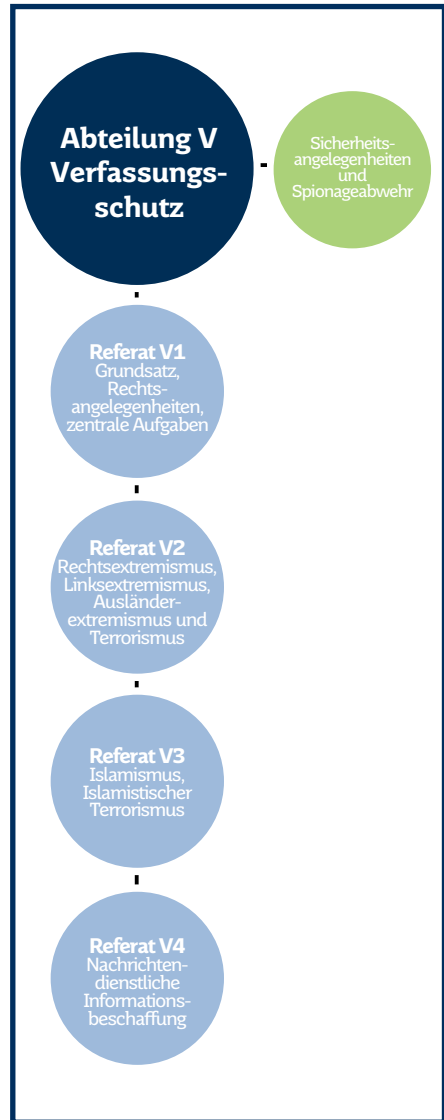 Abteilung V
Verfassungs-
schutz
Sicherheits-
angelegenheiten
und
Spionageabwehr
Referat V1
Grundsatz,
Rechts-
angelegenheiten,
zentrale Aufgaben
Referat V2
Rechtsextremismus,
Linksextremismus,
Ausländer-
extremismus und
Terrorismus
Referat V3
Islamismus,
Islamistischer
Terrorismus
Referat V4
Nachrichten-
dienstliche
Informations-
beschaffung